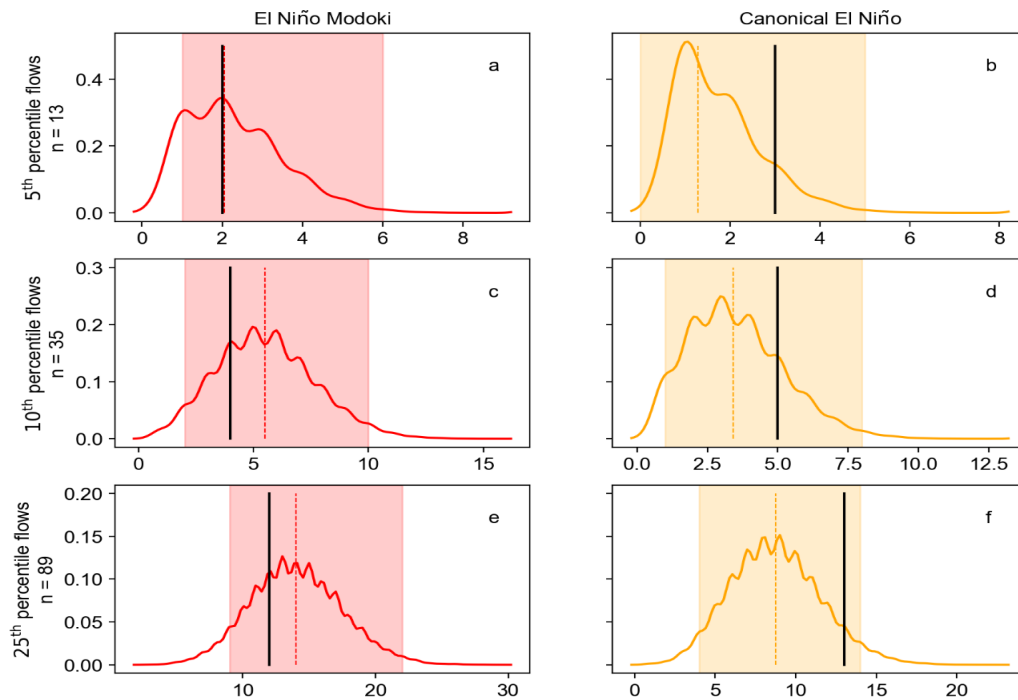 El Niño Modoki
Canonical El Niño
5th percentile flows
n = 13
0.4
0.2
0.0
a
0 2 4 6 8
b
0 2 4 6 8
10th percentile flows
n = 35
0.3
0.2
0.1
0.0
c
0 5 10 15
d
0.0 2.5 5.0 7.5 10.0 12.5
25th percentile flows
n = 89
0.20
0.15
0.10
0.05
0.00
e
10 20 30
f
0 5 10 15 20